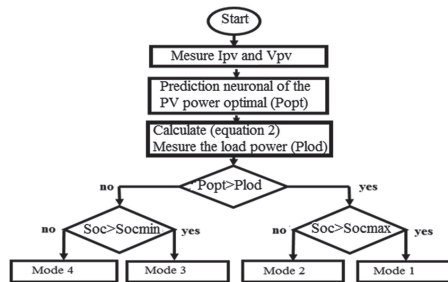 Start
Mesure Ipv and Vpv
Prediction neuronal of the
PV power optimal (Popt)
Calculate (equation 2)
Mesure the load power (Plod)
Popt>Plod
no
yes
Soc>Socmin
no
yes
Soc>Socmax
no
yes
Mode 4
Mode 3
Mode 2
Mode 1